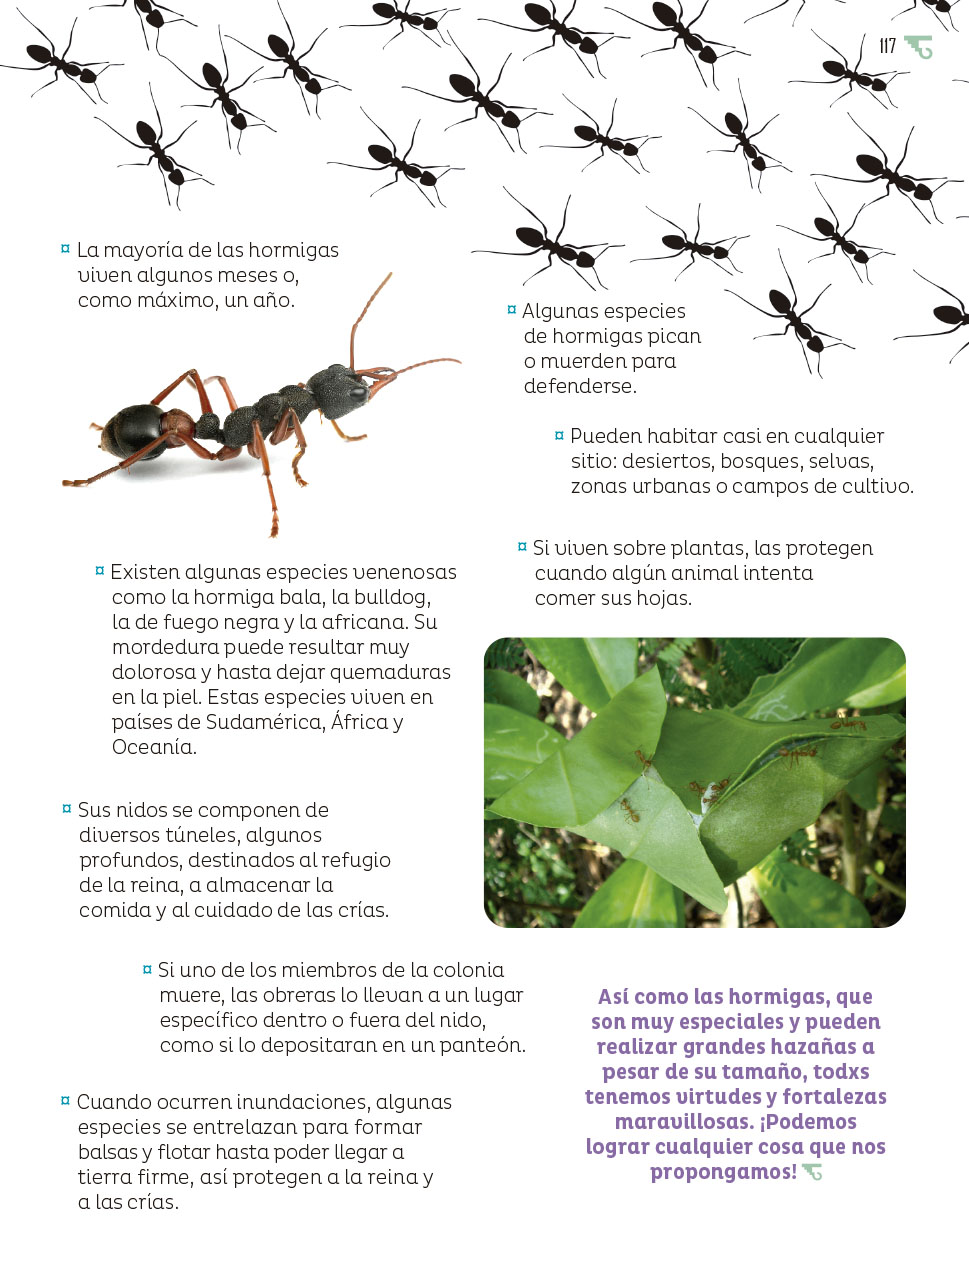 117
¤ La mayoría de las hormigas
viven algunos meses o,
como máximo, un año.
¤ Algunas especies
de hormigas pican
o muerden para
defenderse.
¤ Pueden habitar casi en cualquier
sitio: desiertos, bosques, selvas,
zonas urbanas o campos de cultivo.
¤ Si viven sobre plantas, las protegen
cuando algún animal intenta
comer sus hojas.
¤ Existen algunas especies venenosas
como la hormiga bala, la bulldog,
la de fuego negra y la africana. Su
mordedura puede resultar muy
dolorosa y hasta dejar quemaduras
en la piel. Estas especies viven en
países de Sudamérica, África y
Oceanía.
¤ Sus nidos se componen de
diversos túneles, algunos
profundos, destinados al refugio
de la reina, a almacenar la
comida y al cuidado de las crías.
¤ Si uno de los miembros de la colonia
muere, las obreras lo llevan a un lugar
específico dentro o fuera del nido,
como si lo depositaran en un panteón.
¤ Cuando ocurren inundaciones, algunas
especies se entrelazan para formar
balsas y flotar hasta poder llegar a
tierra firme, así protegen a la reina y
a las crías.
Así como las hormigas, que
son muy especiales y pueden
realizar grandes hazañas a
pesar de su tamaño, todxs
tenemos virtudes y fortalezas
maravillosas. ¡Podemos
lograr cualquier cosa que nos
propongamos!